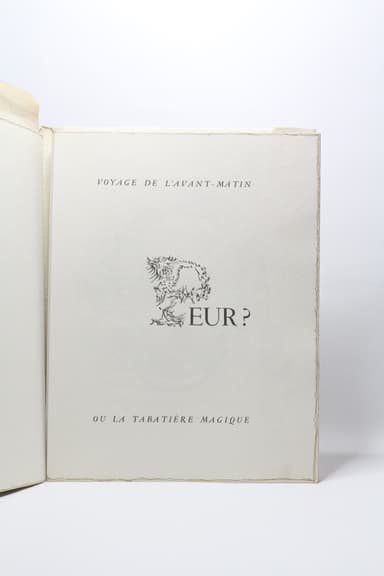 VOYAGE DE L'AVANT-MATIN
PEUR?
OU LA TABATIÈRE MAGIQUE